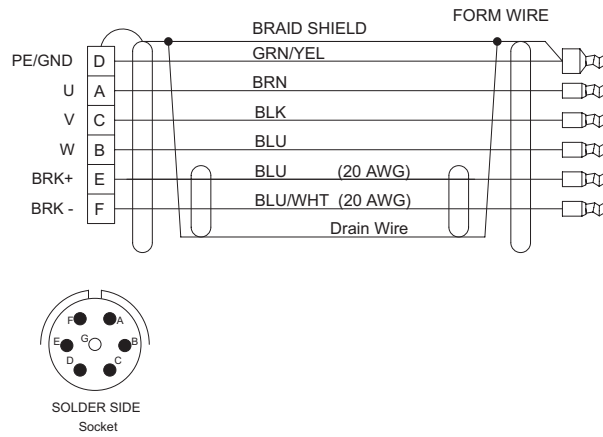 BRAID SHIELD FORM WIRE
PE/GND D GRN/YEL
U A BRN
V C BLK
W B BLU
BRK+ E BLU (20 AWG)
BRK - F BLU/WHT (20 AWG)
Drain Wire
F A
E G B
D C
SOLDER SIDE
Socket